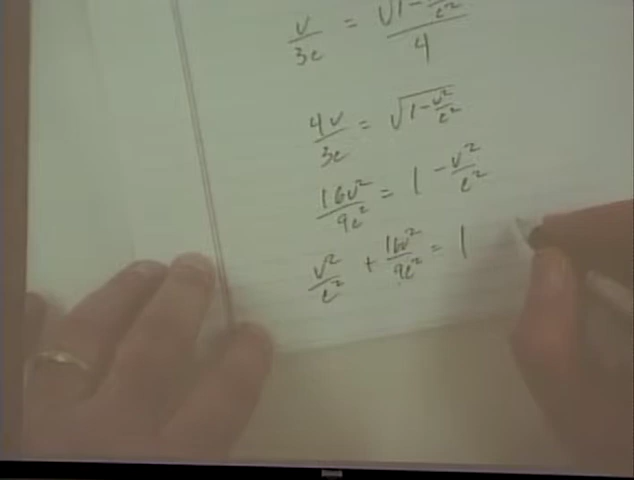 v/3c = √(1 - v²/c²)/4
4v/3c = √(1 - v²/c²)
16v²/9c² = 1 - v²/c²
v²/c² + 16v²/9c² = 1